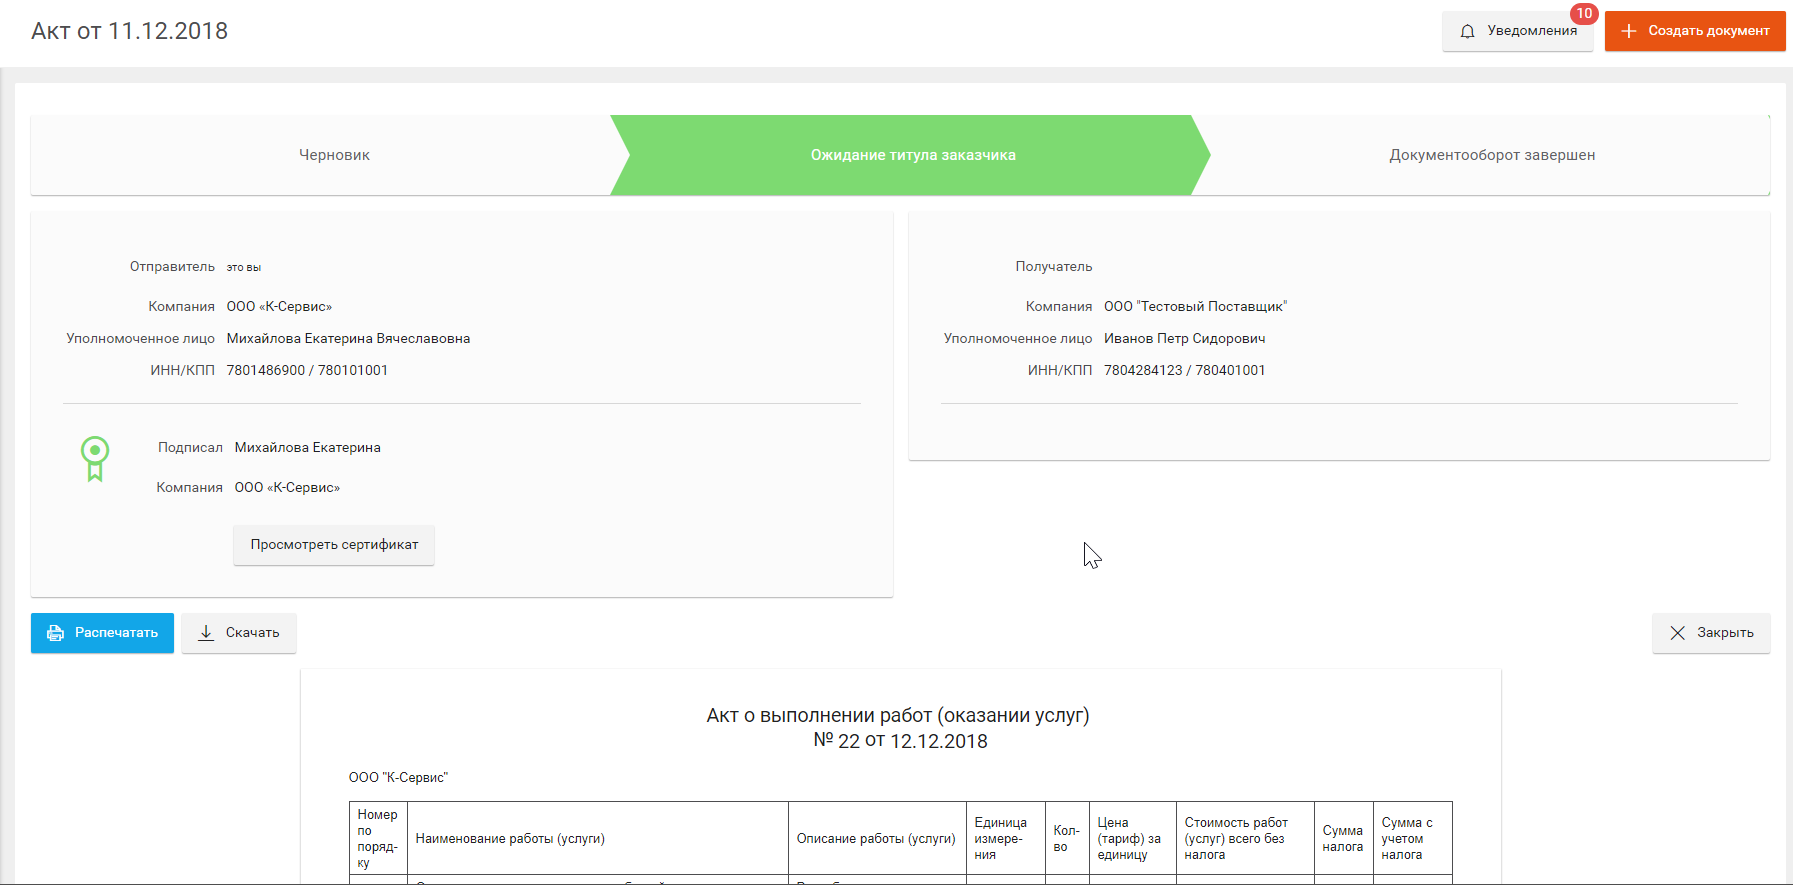 Акт от 11.12.2018
Уведомления
10
Создать документ
Черновик
Ожидание титула заказчика
Документооборот завершен
Отправитель это вы
Компания ООО «К-Сервис»
Уполномоченное лицо Михайлова Екатерина Вячеславовна
ИНН/КПП 7801486900 / 780101001
Подписал Михайлова Екатерина
Компания ООО «К-Сервис»
Просмотреть сертификат
Получатель
Компания ООО "Тестовый Поставщик"
Уполномоченное лицо Иванов Петр Сидорович
ИНН/КПП 7804284123 / 780401001
Распечатать
Скачать
Закрыть
Акт о выполнении работ (оказании услуг)
№ 22 от 12.12.2018
ООО "К-Сервис"
Номер
по
поряд-
ку
Наименование работы (услуги)
Описание работы (услуги)
Единица
измере-
ния
Кол-
во
Цена
(тариф) за
единицу
Стоимость работ
(услуг) всего без
налога
Сумма
налога
Сумма с
учетом
налога